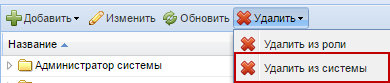 Добавить Изменить Обновить Удалить
Название
Удалить из роли
Администратор системы
Удалить из системы